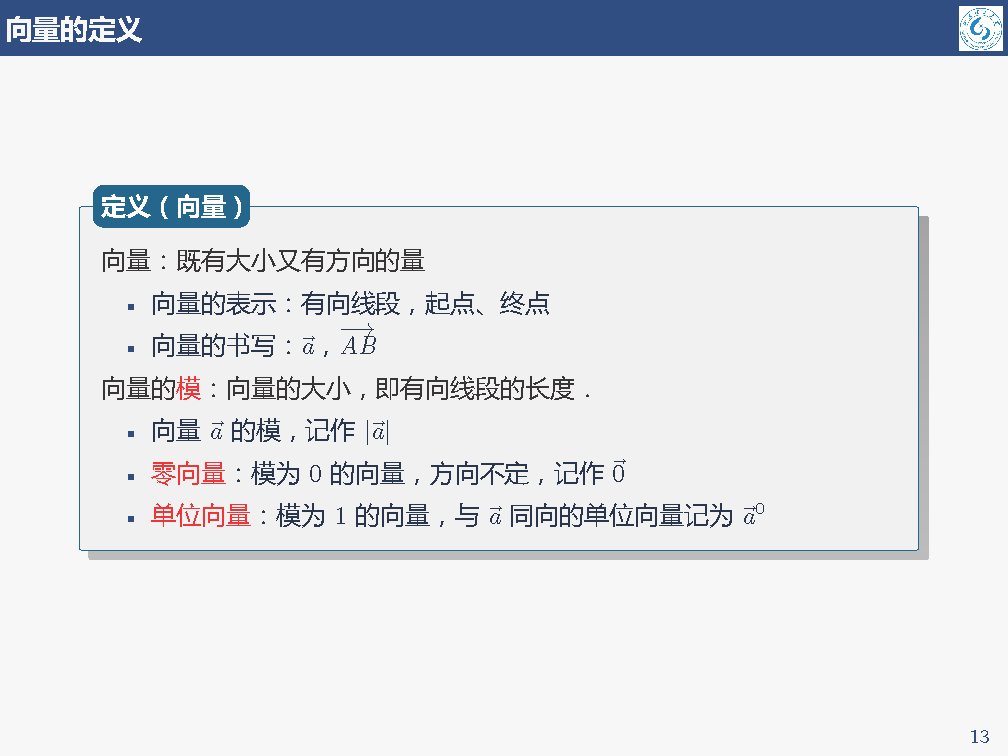 向量的定义
定义（向量）
向量：既有大小又有方向的量
向量的表示：有向线段，起点、终点
向量的书写：$\vec{a}$，$\overrightarrow{AB}$
向量的模：向量的大小，即有向线段的长度．
向量 $\vec{a}$ 的模，记作 $|\vec{a}|$
零向量：模为 0 的向量，方向不定，记作 $\vec{0}$
单位向量：模为 1 的向量，与 $\vec{a}$ 同向的单位向量记为 $\vec{a}^0$
13